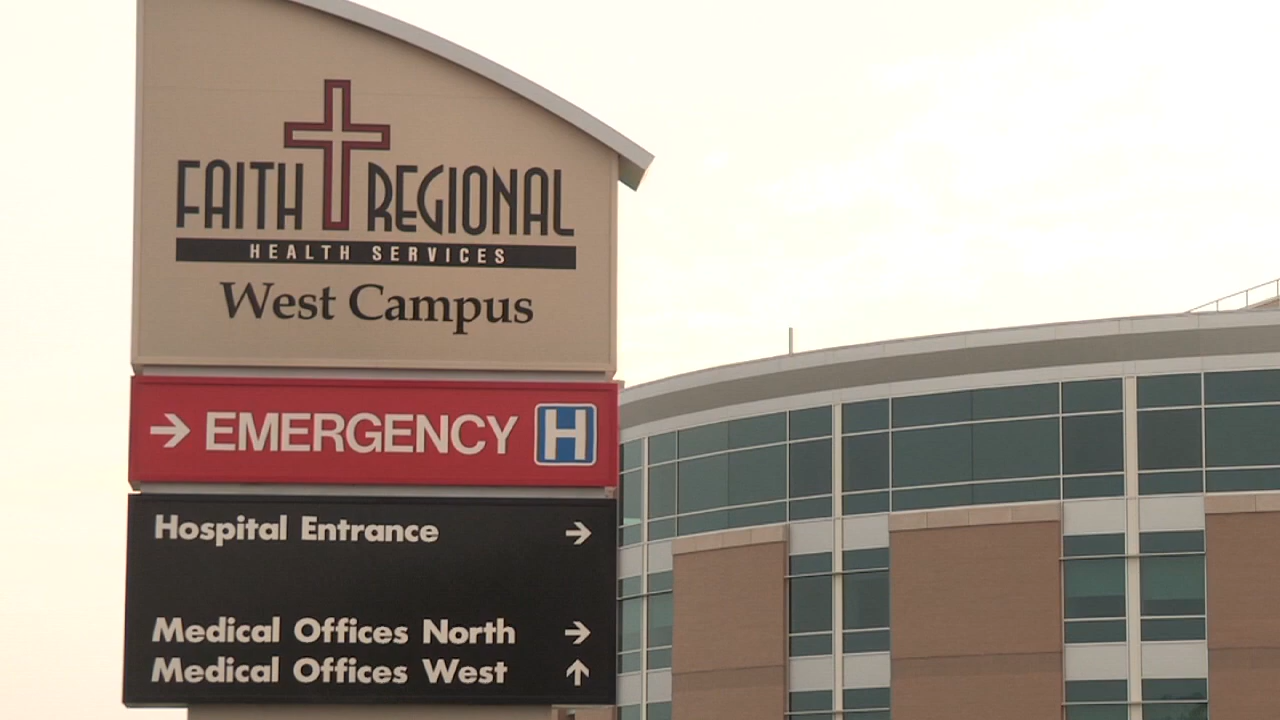 FAITH REGIONAL
HEALTH SERVICES
West Campus
→ EMERGENCY H
Hospital Entrance →
Medical Offices North →
Medical Offices West ↑